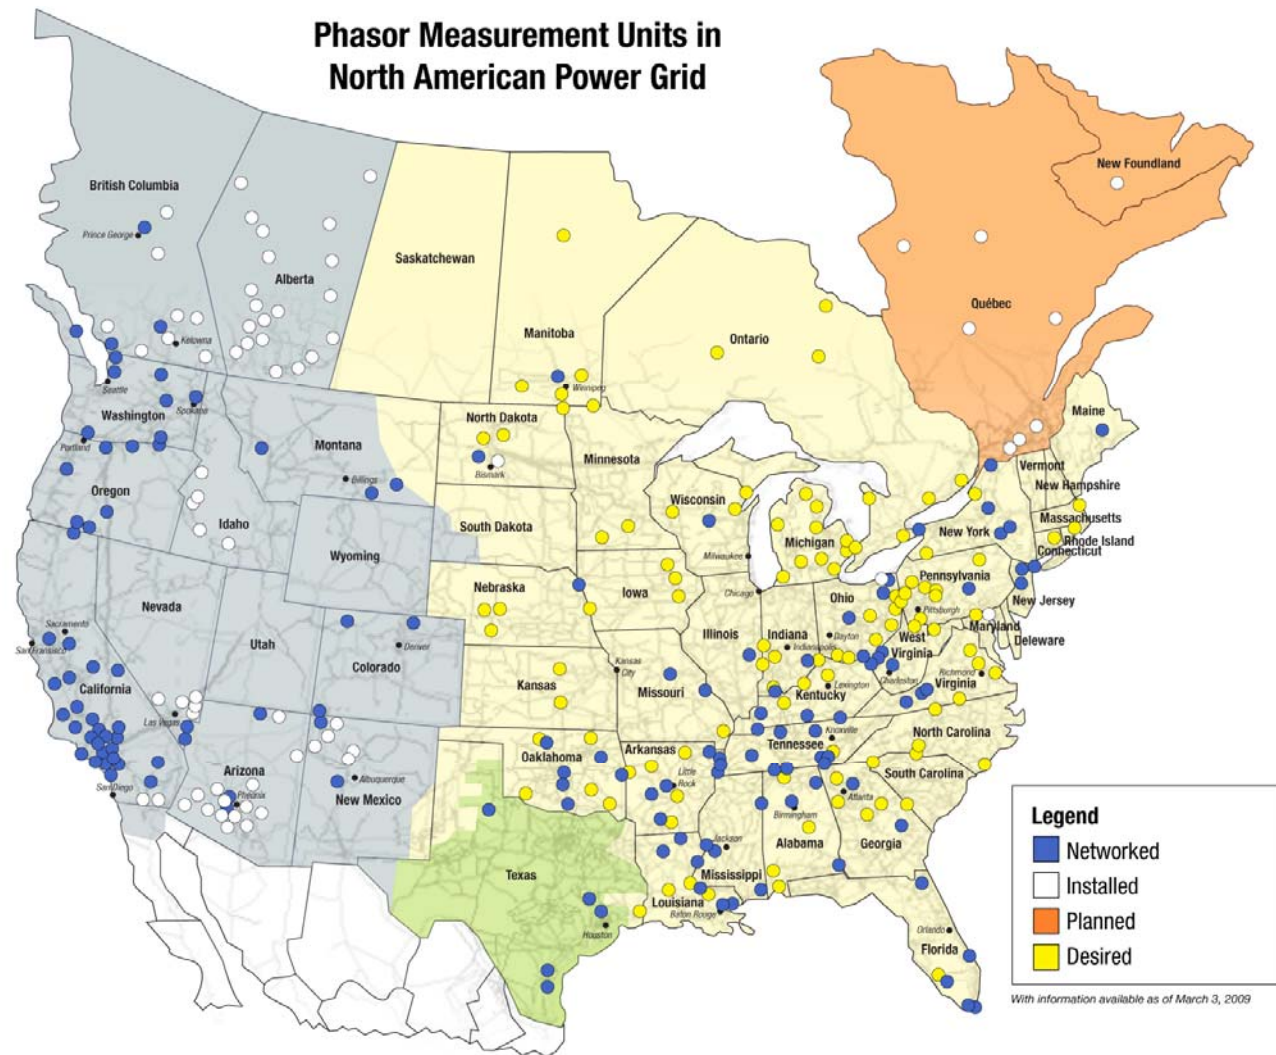 Phasor Measurement Units in
North American Power Grid
British Columbia
Prince George
Alberta
Saskatchewan
Manitoba
Ontario
Québec
New Foundland
Kelowna
Winnipeg
Seattle
Washington
Spokane
Portland
Montana
Billings
North Dakota
Bismark
Minnesota
Maine
Vermont
New Hampshire
Massachusetts
Rhode Island
Connecticut
New York
Oregon
Idaho
Wyoming
South Dakota
Wisconsin
Milwaukee
Michigan
Chicago
Nebraska
Iowa
Illinois
Indiana
Indianapolis
Ohio
Dayton
Pennsylvania
Pittsburgh
New Jersey
Maryland
Deleware
West
Virginia
Charleston
Richmond
Virginia
Nevada
Sacramento
San Fransisco
California
Utah
Colorado
Denver
Kansas
Kansas
City
Missouri
Kentucky
Lexington
Las Vegas
San Diego
Arizona
Phoenix
New Mexico
Albuquerque
Oklahoma
Arkansas
Little
Rock
Tennessee
Knoxville
North Carolina
South Carolina
Atlanta
Georgia
Birmingham
Alabama
Jackson
Mississippi
Texas
Houston
Louisiana
Baton Rouge
Orlando
Florida
Legend
Networked
Installed
Planned
Desired
With information available as of March 3, 2009